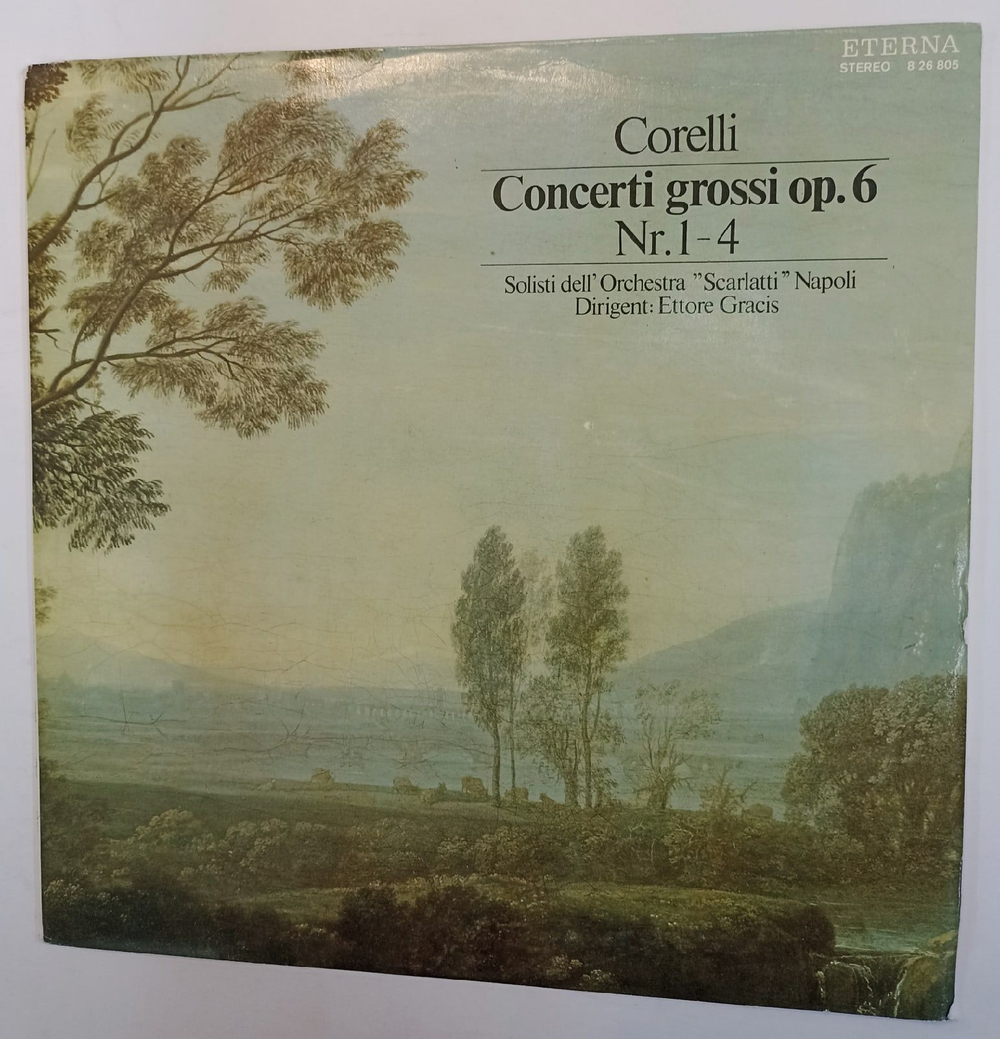 ETERNA
STEREO 8 26 805
Corelli
Concerti grossi op. 6
Nr. 1-4
Solisti dell' Orchestra "Scarlatti" Napoli
Dirigent: Ettore Gracis